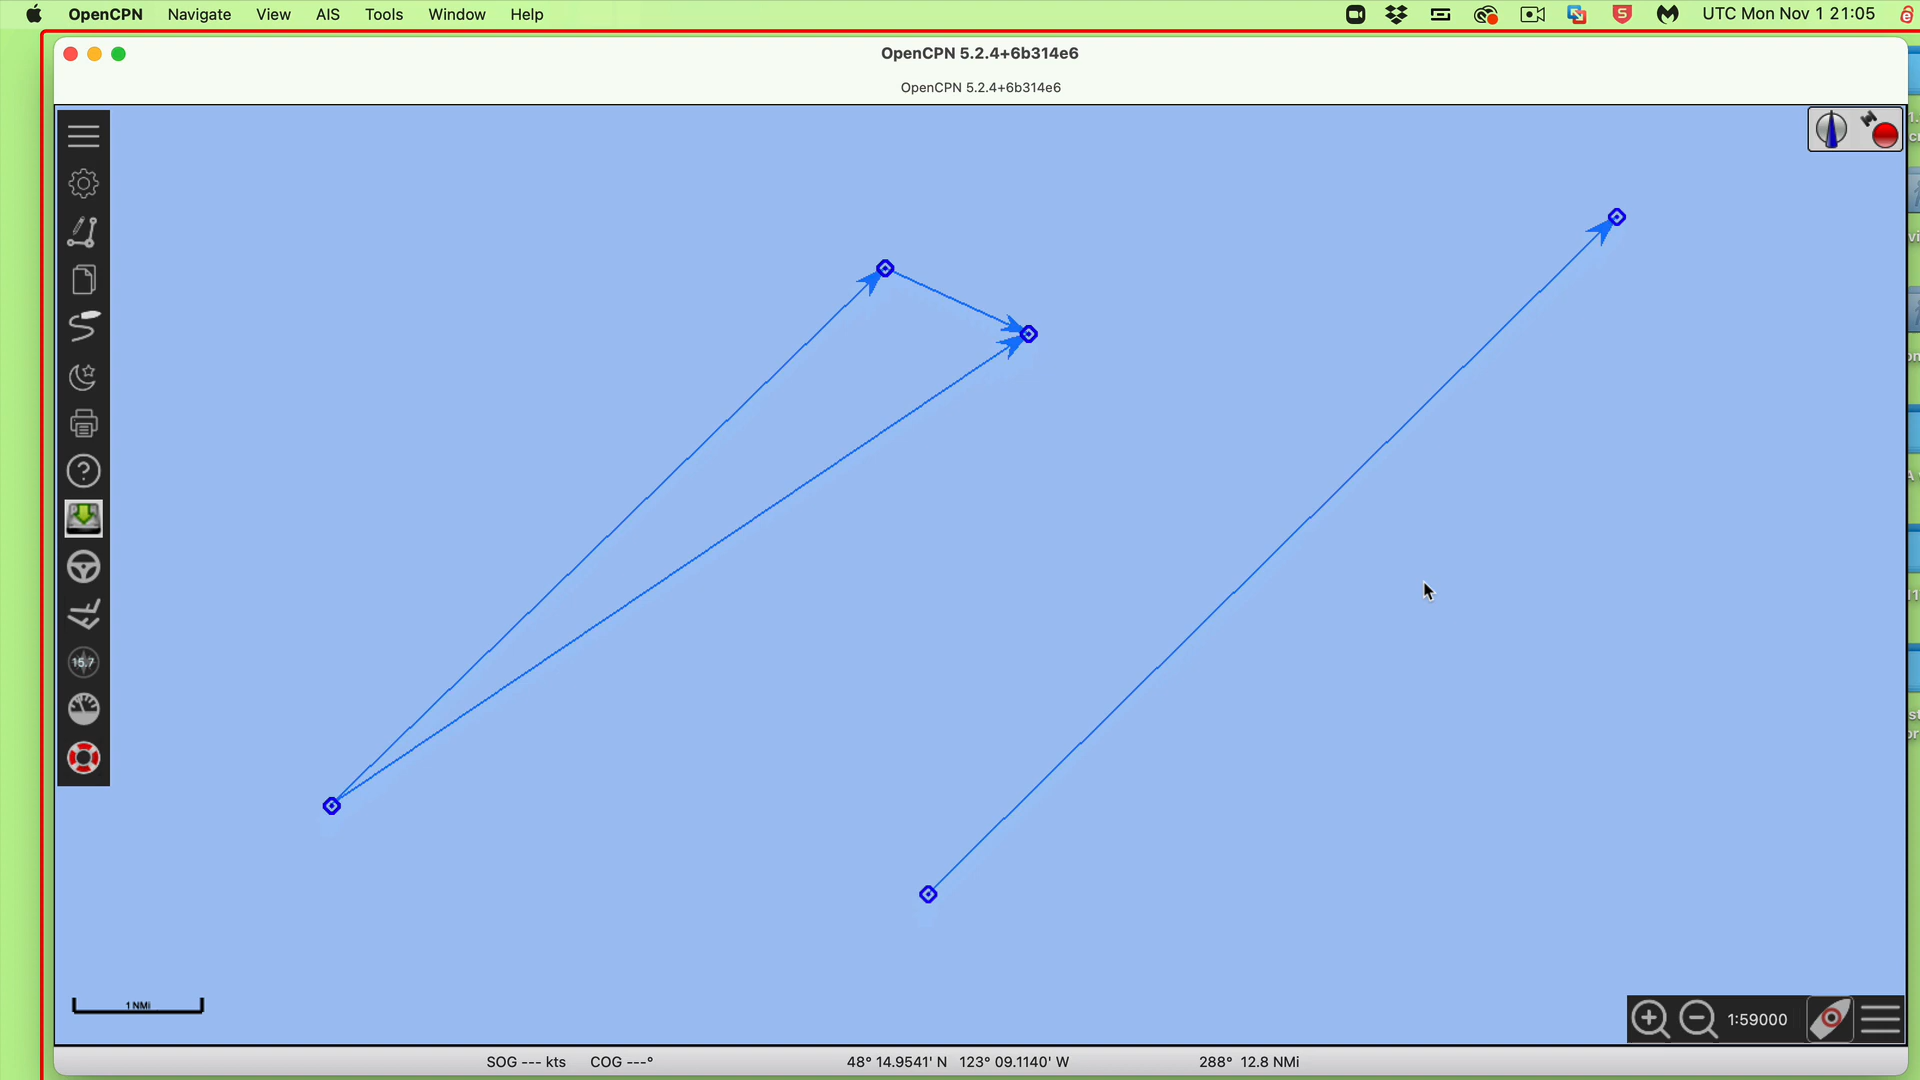 OpenCPN Navigate View AIS Tools Window Help UTC Mon Nov 1 21:05
OpenCPN 5.2.4+6b314e6
OpenCPN 5.2.4+6b314e6
15.7
1 NMi
1:59000
SOG --- kts COG ---° 48° 14.9541' N 123° 09.1140' W 288° 12.8 NMi